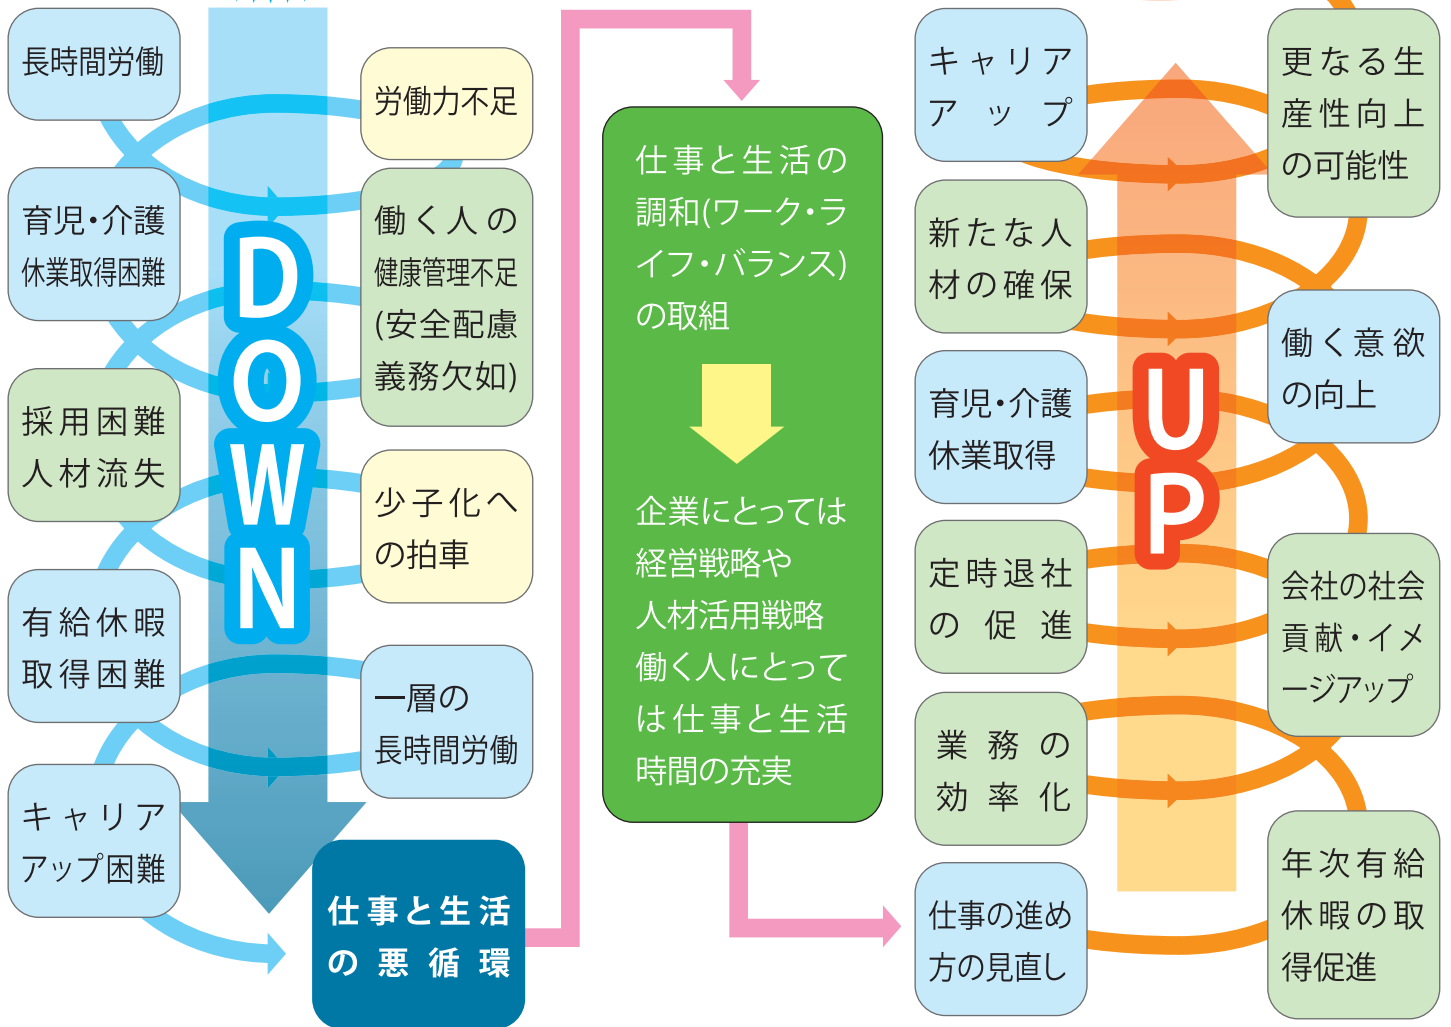 長時間労働
育児・介護
休業取得困難
採用困難
人材流失
有給休暇
取得困難
キャリア
アップ困難
DOWN
労働力不足
働く人の
健康管理不足
(安全配慮
義務欠如)
少子化へ
の拍車
一層の
長時間労働
仕事と生活
の悪循環
仕事と生活の
調和(ワーク・ラ
イフ・バランス)
の取組
企業にとっては
経営戦略や
人材活用戦略
働く人にとって
は仕事と生活
時間の充実
キャリア
アップ
新たな人
材の確保
育児・介護
休業取得
定時退社
の促進
業務の
効率化
仕事の進め
方の見直し
UP
更なる生
産性向上
の可能性
働く意欲
の向上
会社の社会
貢献・イメ
ージアップ
年次有給
休暇の取
得促進